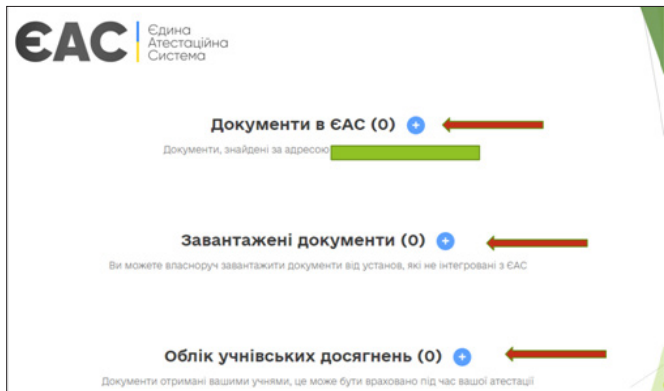 ЄАС
Єдина
Атестаційна
Система
Документи в ЄАС (0) +
Документи, знайдені за адресою
Завантажені документи (0) +
Ви можете власноруч завантажити документи від установ, які не інтегровані з ЄАС
Облік учнівських досягнень (0) +
Документи отримані вашими учнями, це може бути враховано під час вашої атестації